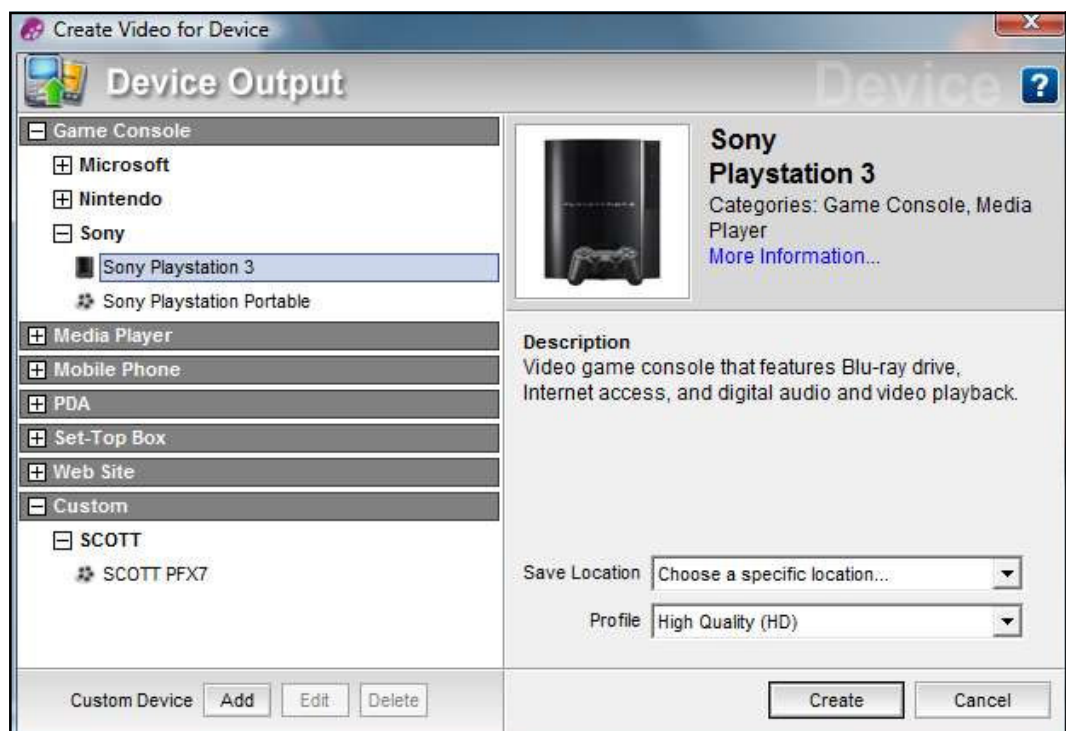 Create Video for Device
Device Output
Device
Game Console
Microsoft
Nintendo
Sony
Sony Playstation 3
Sony Playstation Portable
Media Player
Mobile Phone
PDA
Set-Top Box
Web Site
Custom
SCOTT
SCOTT PFX7
Custom Device
Add
Edit
Delete
Sony
Playstation 3
Categories: Game Console, Media
Player
More Information...
Description
Video game console that features Blu-ray drive,
Internet access, and digital audio and video playback.
Save Location
Choose a specific location...
Profile
High Quality (HD)
Create
Cancel